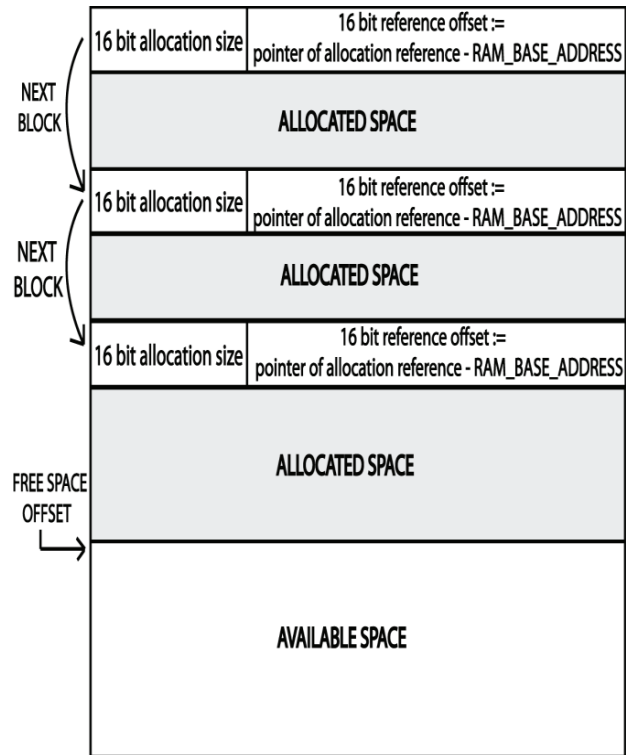 16 bit allocation size
16 bit reference offset :=
pointer of allocation reference - RAM_BASE_ADDRESS
NEXT
BLOCK
ALLOCATED SPACE
16 bit allocation size
16 bit reference offset :=
pointer of allocation reference - RAM_BASE_ADDRESS
NEXT
BLOCK
ALLOCATED SPACE
16 bit allocation size
16 bit reference offset :=
pointer of allocation reference - RAM_BASE_ADDRESS
ALLOCATED SPACE
FREE SPACE
OFFSET
AVAILABLE SPACE